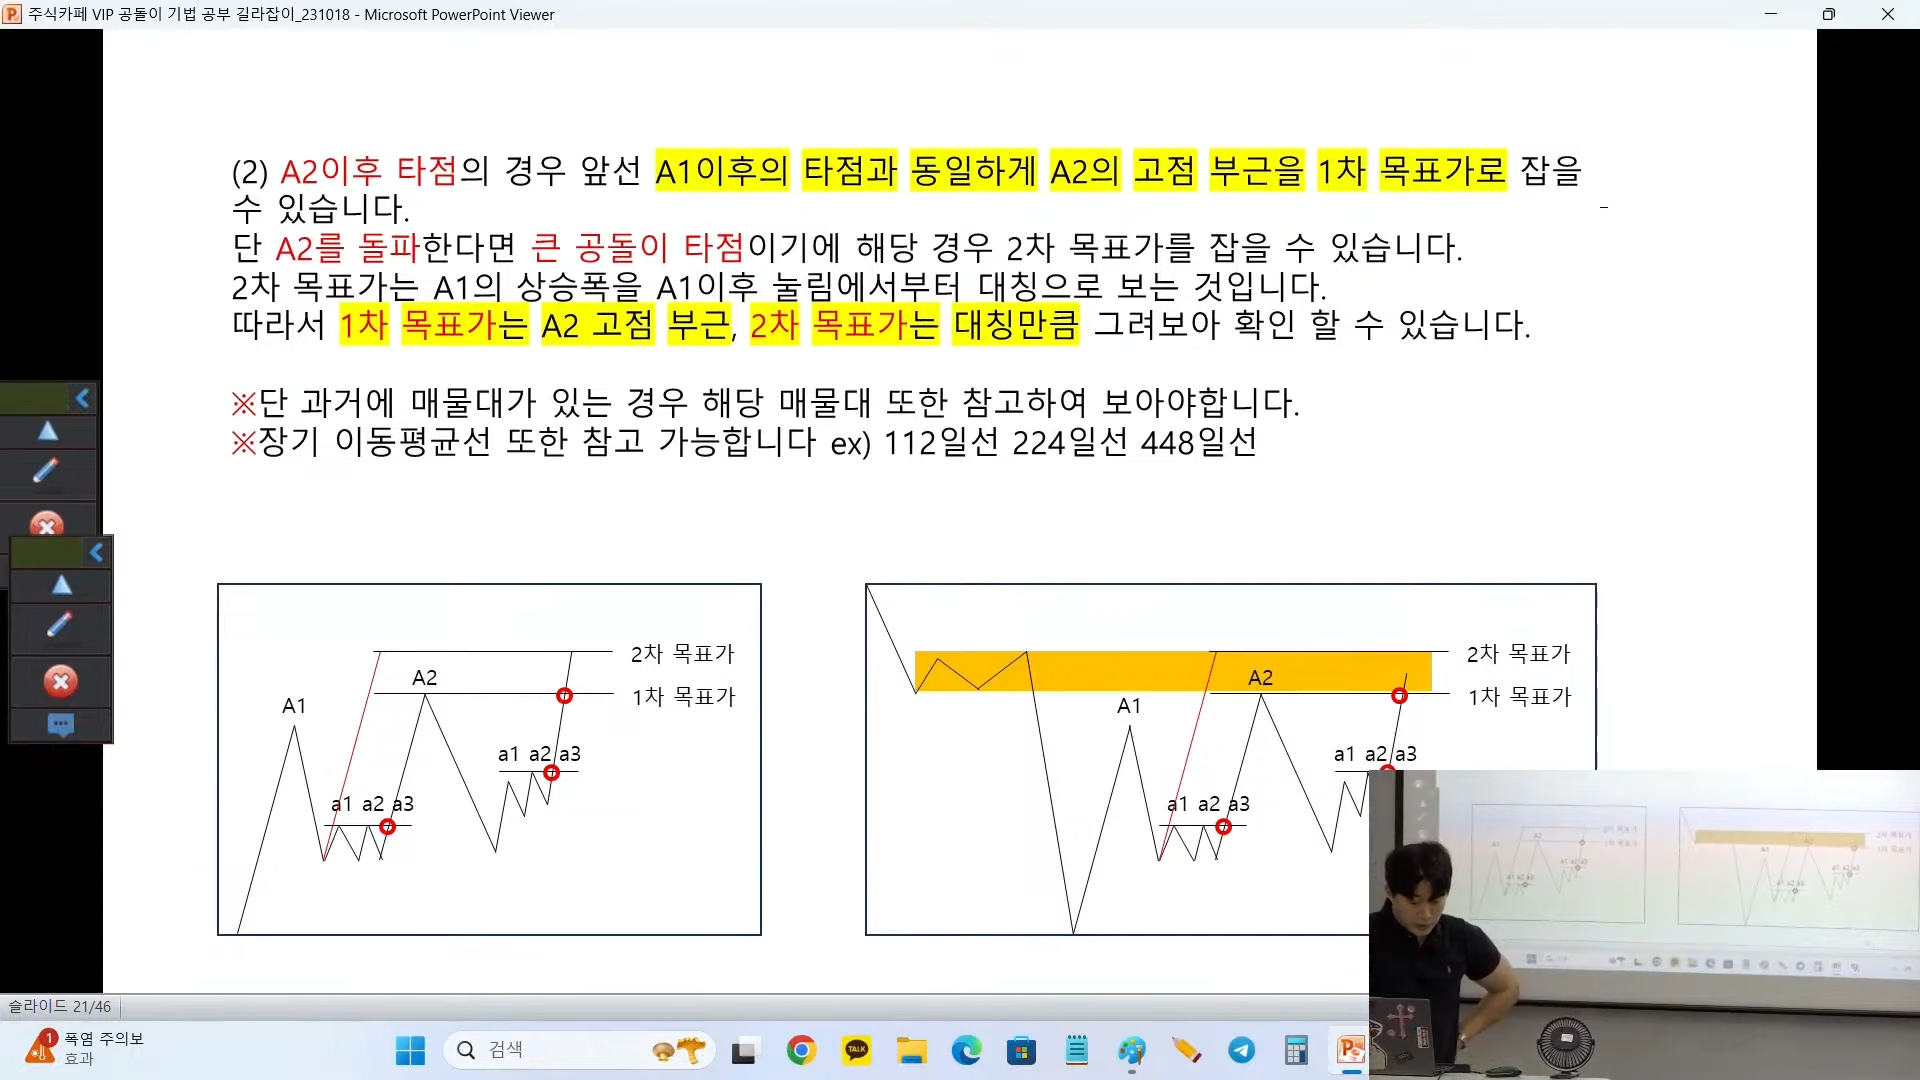 주식카페 VIP 공돌이 기법 공부 길라잡이_231018 - Microsoft PowerPoint Viewer
(2) A2이후 타점의 경우 앞선 A1이후의 타점과 동일하게 A2의 고점 부근을 1차 목표가로 잡을
수 있습니다.
단 A2를 돌파한다면 큰 공돌이 타점이기에 해당 경우 2차 목표가를 잡을 수 있습니다.
2차 목표가는 A1의 상승폭을 A1이후 눌림에서부터 대칭으로 보는 것입니다.
따라서 1차 목표가는 A2 고점 부근, 2차 목표가는 대칭만큼 그려보아 확인 할 수 있습니다.
※단 과거에 매물대가 있는 경우 해당 매물대 또한 참고하여 보아야합니다.
※장기 이동평균선 또한 참고 가능합니다 ex) 112일선 224일선 448일선
2차 목표가
A2
1차 목표가
A1
a1 a2 a3
a1 a2 a3
2차 목표가
A2
1차 목표가
A1
a1 a2 a3
a1 a2 a3
슬라이드 21/46
1
폭염 주의보
효과
검색
TALK